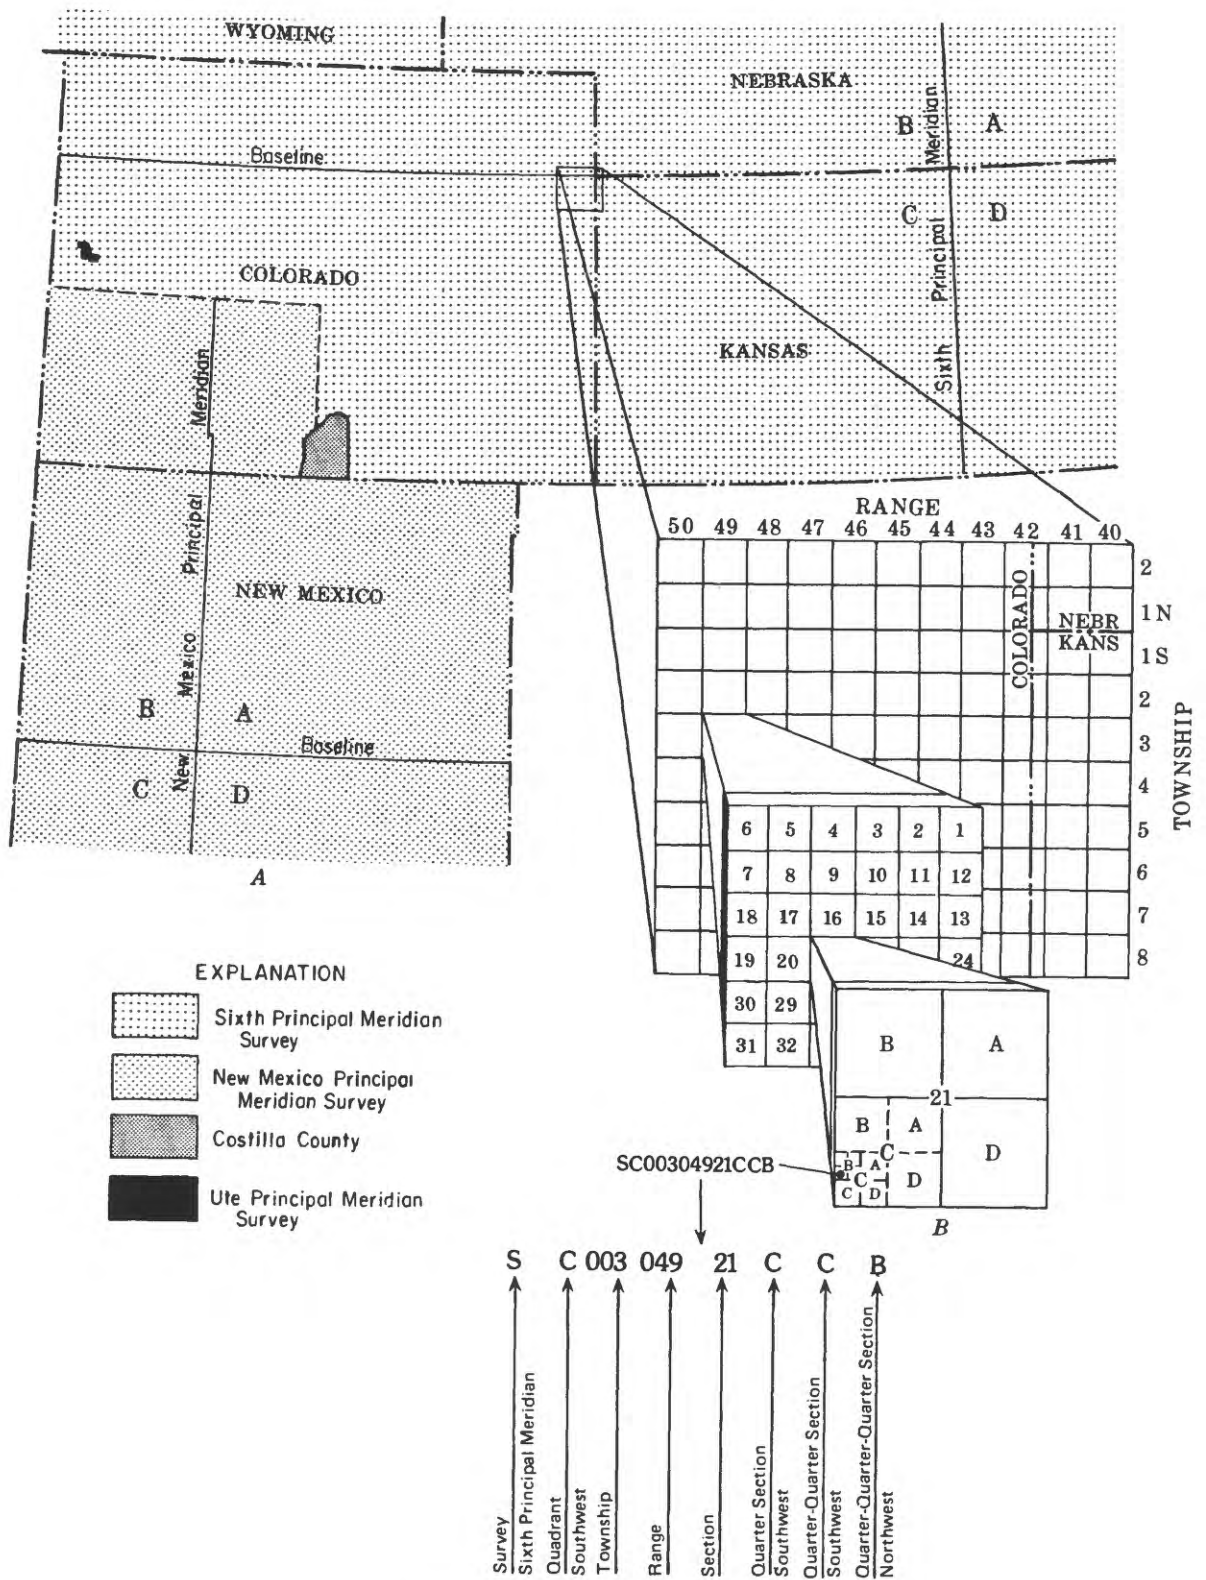 WYOMING
NEBRASKA
B
A
Meridian
Baseline
C
D
COLORADO
Principal
KANSAS
Sixth
Meridian
Principal
NEW MEXICO
Mexico
B
A
Baseline
New
C
D
A
RANGE
50 49 48 47 46 45 44 43 42 41 40
2
1 N
COLORADO
NEBR
KANS
1 S
2
3
4
TOWNSHIP
5
6
7
8
6 5 4 3 2 1
7 8 9 10 11 12
18 17 16 15 14 13
19 20 24
30 29
31 32
B A
21
B A
C
D
D
B A
C
C D
B
SC00304921CCB
EXPLANATION
Sixth Principal Meridian
Survey
New Mexico Principal
Meridian Survey
Costilla County
Ute Principal Meridian
Survey
S C 003 049 21 C C B
Survey
Sixth Principal Meridian
Quadrant
Southwest
Township
Range
Section
Quarter Section
Southwest
Quarter-Quarter Section
Southwest
Quarter-Quarter-Quarter Section
Northwest